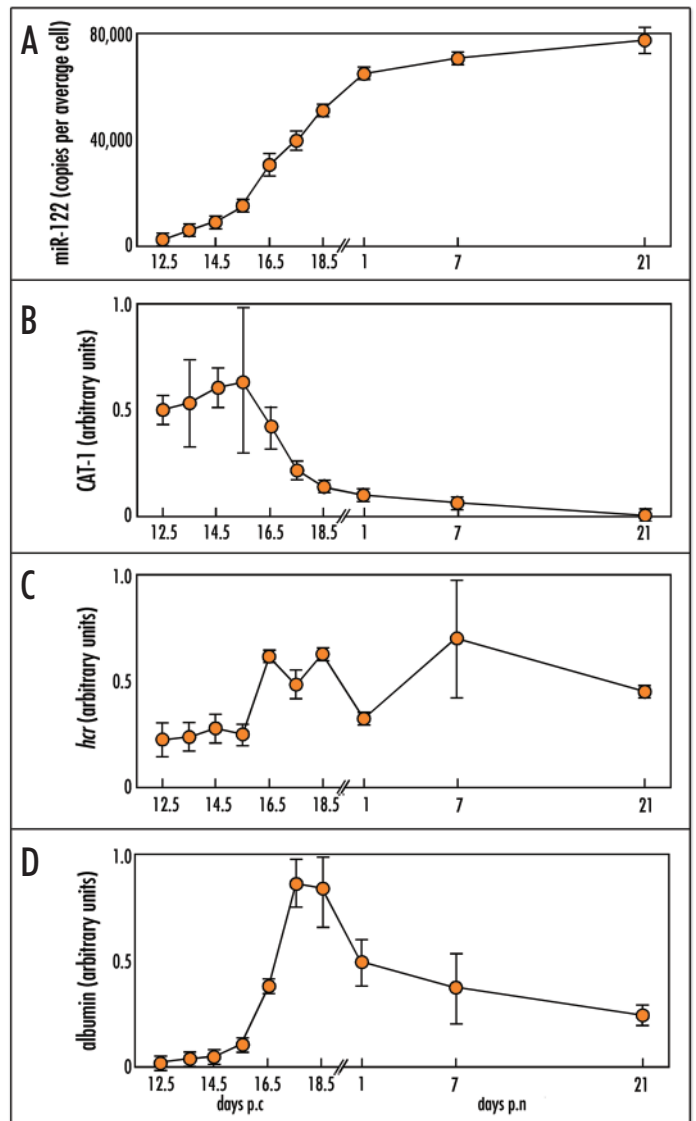 A
miR-122 (copies per average cell)
80,000
40,000
0
12.5 14.5 16.5 18.5 1 7 21
B
CAT-1 (arbitrary units)
1.0
0.5
0
12.5 14.5 16.5 18.5 1 7 21
C
hcr (arbitrary units)
1.0
0.5
0
12.5 14.5 16.5 18.5 1 7 21
D
albumin (arbitrary units)
1.0
0.5
0
12.5 14.5 16.5 18.5 1 7 21
days p.c days p.n